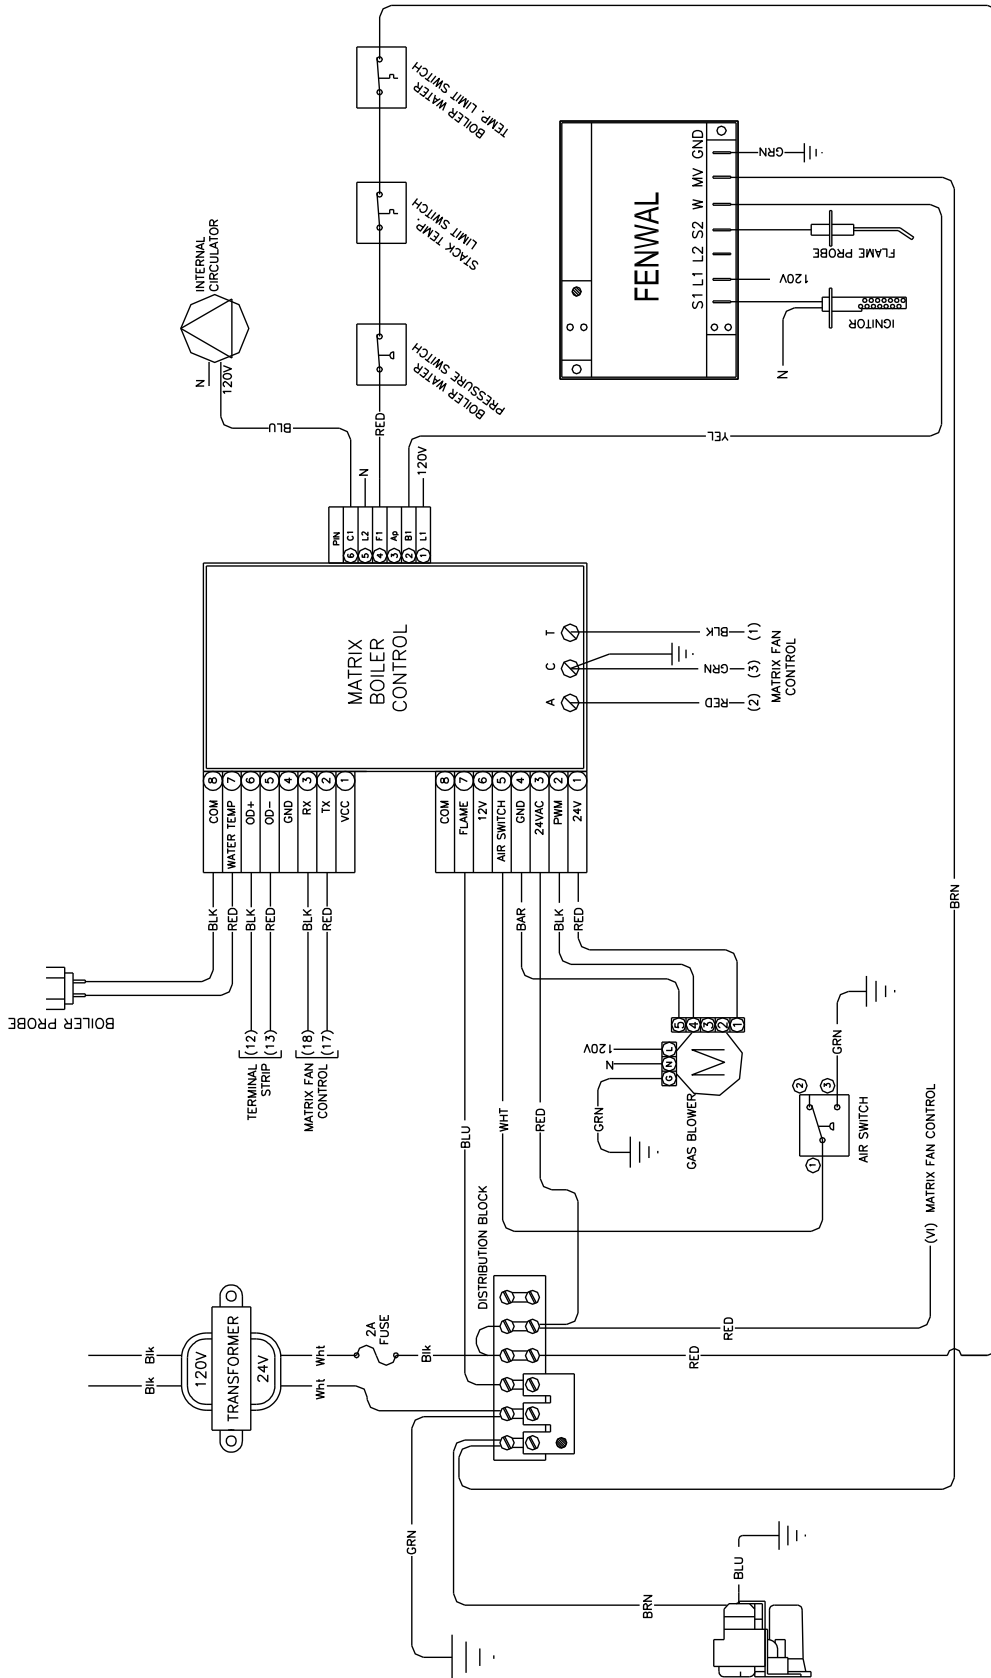 BOILER WATER
TEMP. LIMIT SWITCH
STACK TEMP.
LIMIT SWITCH
BOILER WATER
PRESSURE SWITCH
INTERNAL
CIRCULATOR
N
120V
BLU
RED
N
120V
YEL
FENWAL
S1 L1 L2 S2 W MV GND
GRN
FLAME PROBE
120V
IGNITOR
N
PIN
6 C1
5 L2
4 F1
3 Ap
2 B1
1 L1
MATRIX
BOILER
CONTROL
A C T
RED
GRN
BLK
(2) (3) (1)
MATRIX FAN
CONTROL
COM 8
WATER TEMP 7
OD+ 6
OD- 5
GND 4
RX 3
TX 2
VCC 1
COM 8
FLAME 7
12V 6
AIR SWITCH 5
GND 4
24VAC 3
PWM 2
24V 1
BLK
RED
BLK
RED
BLK
RED
BOILER PROBE
TERMINAL
STRIP
(12)
(13)
MATRIX FAN
CONTROL
(18)
(17)
BLU
WHT
RED
BAR
BLK
RED
5 4 3 2 1
120V
N
GRN
G N L
M
GAS BLOWER
GRN
1 2 3
AIR SWITCH
(VI) MATRIX FAN CONTROL
BRN
DISTRIBUTION BLOCK
Blk
Blk
120V
TRANSFORMER
24V
Wht
Wht
2A
FUSE
Blk
RED
RED
GRN
BRN
BLU